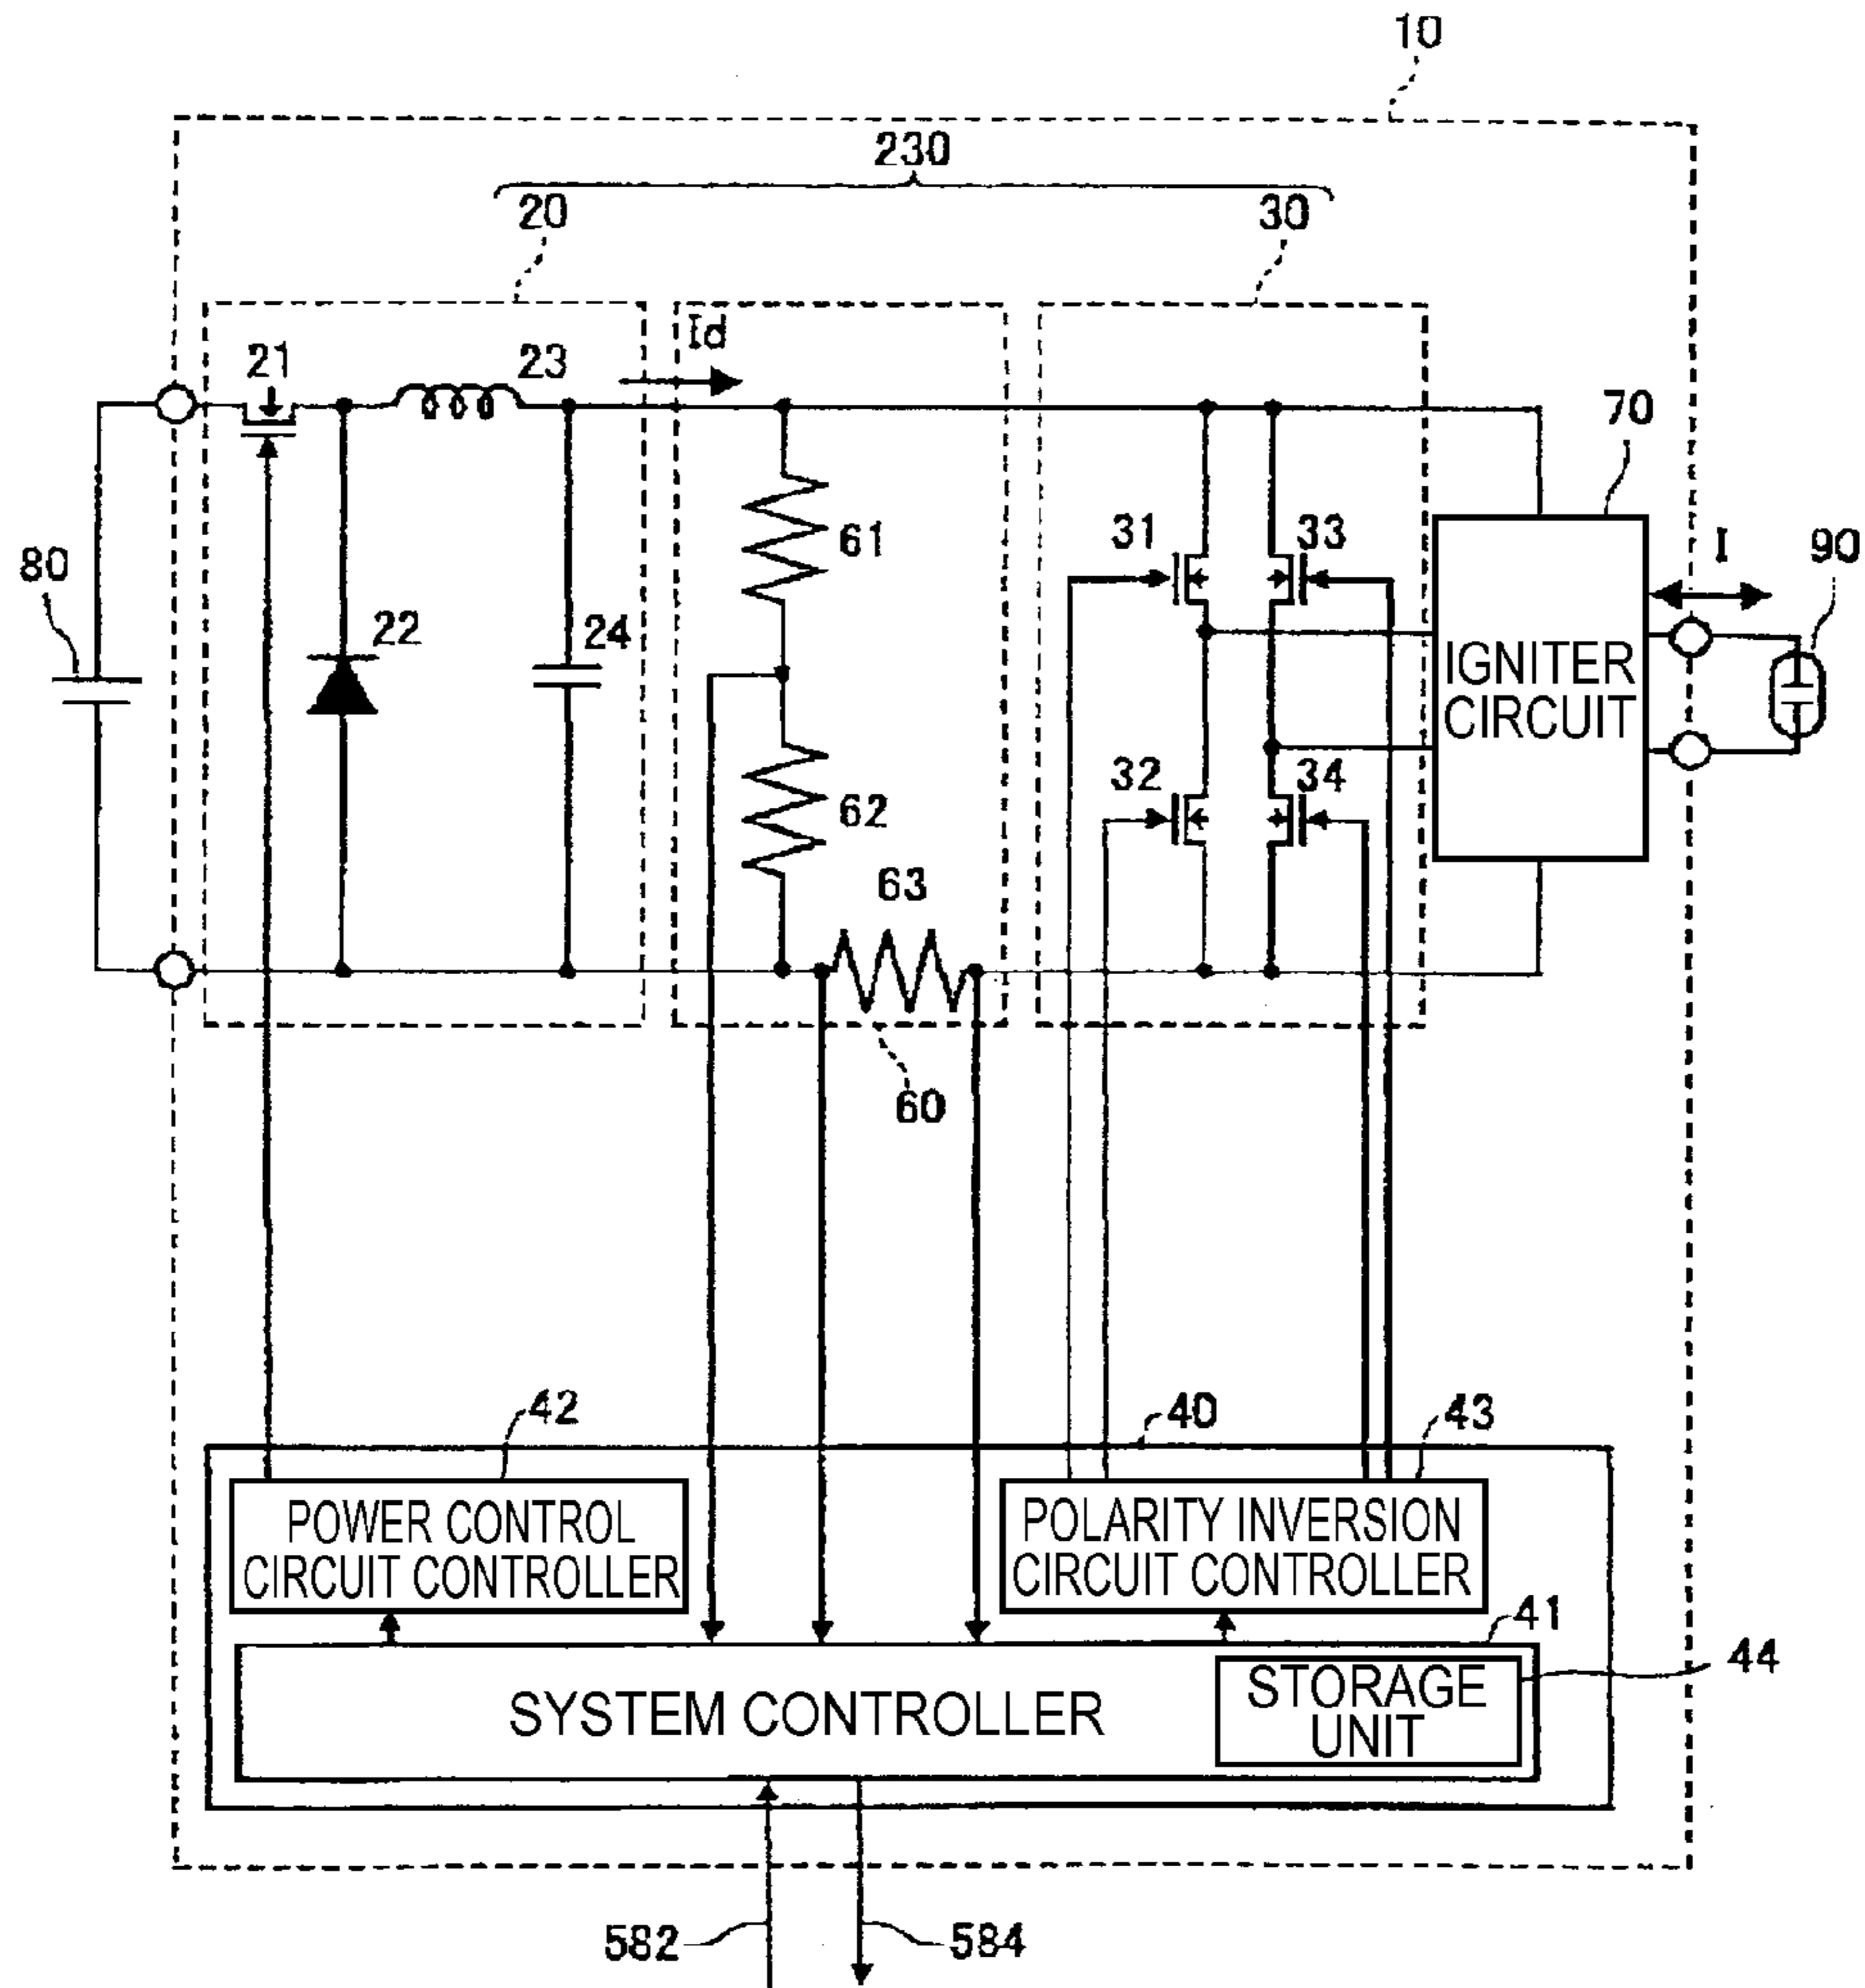 10
230
20
30
Id
21
23
70
61
31
33
80
I
90
22
24
IGNITER
CIRCUIT
62
32
34
63
60
42
40
43
POWER CONTROL
CIRCUIT CONTROLLER
POLARITY INVERSION
CIRCUIT CONTROLLER
41
SYSTEM CONTROLLER
STORAGE
UNIT
44
582
584